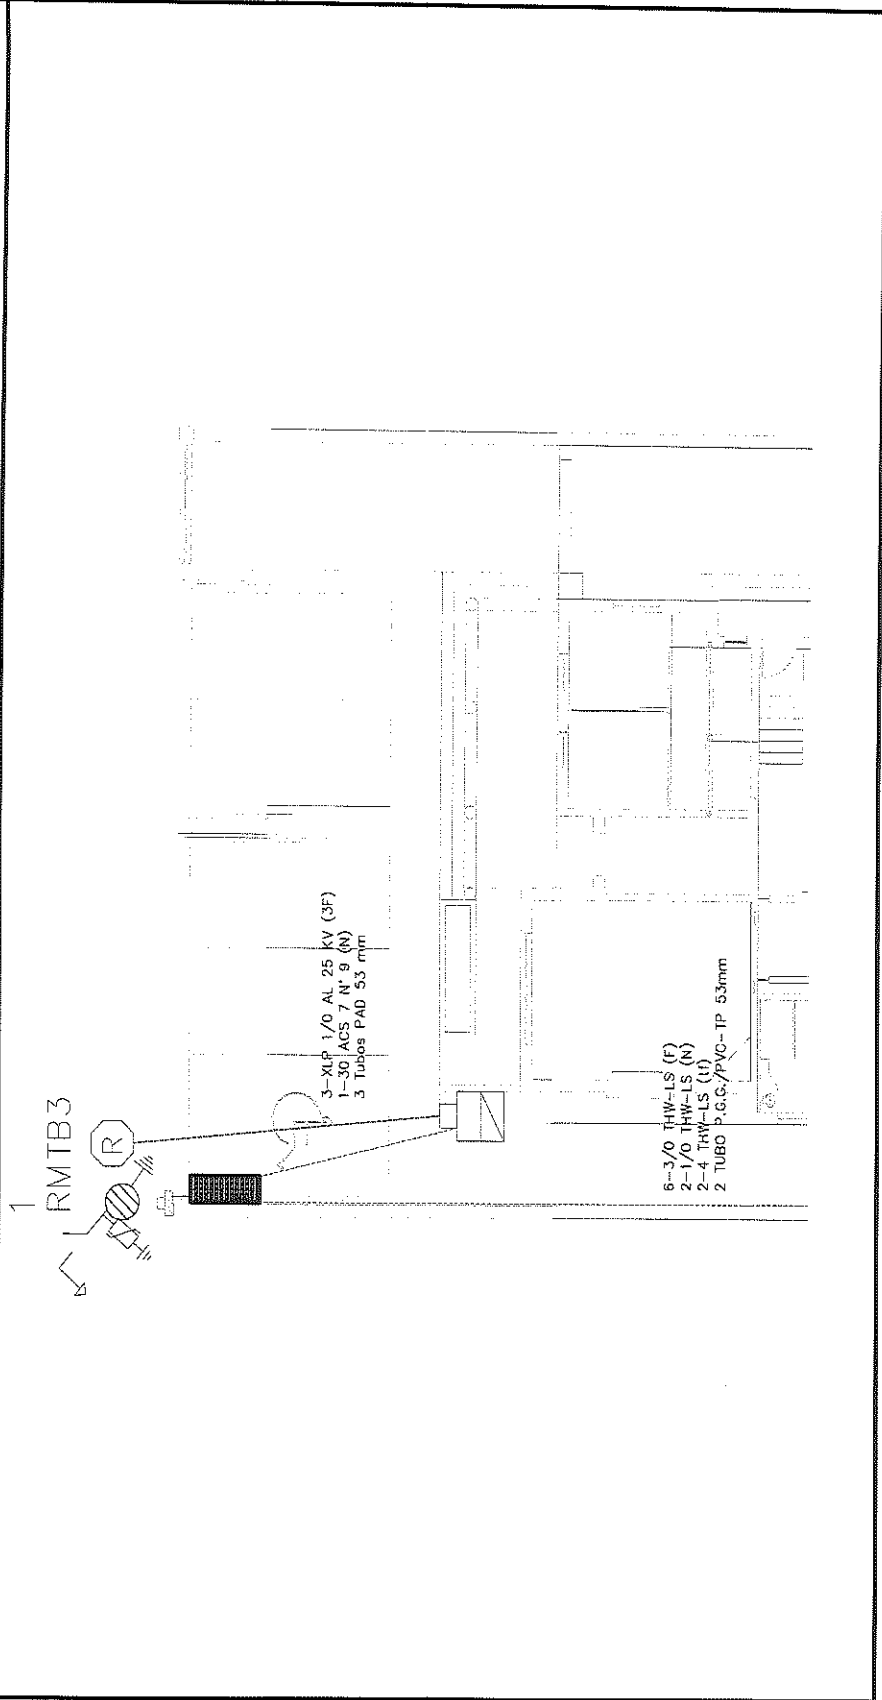 1
RMTB3
R
3-XLP 1/0 AL 25 KV (3F)
1-30 ACS 7 N° 9 (N)
3 Tubos PAD 53 mm
6-3/0 THW-LS (F)
2-1/0 THW-LS (N)
2-4 THW-LS
2 TUBO P.G.G./PVC-TP 53mm